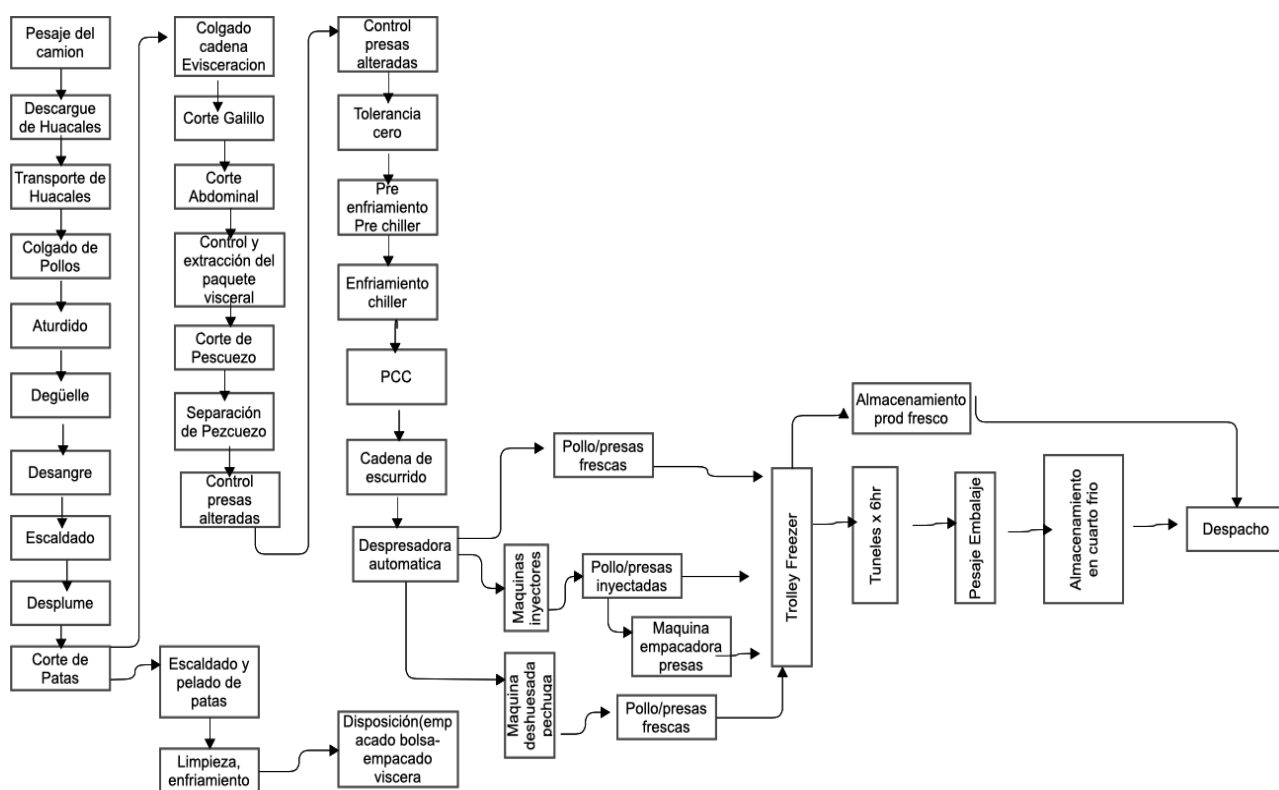 Pesaje del
camion
Descargue
de Huacales
Transporte de
Huacales
Colgado de
Pollos
Aturdido
Degüelle
Desangre
Escaldado
Desplume
Corte de
Patas
Escaldado y
pelado de
patas
Limpieza,
enfriamiento
Disposición(emp
acado bolsa-
empacado
viscera
Colgado
cadena
Evisceracion
Corte Galillo
Corte
Abdominal
Control y
extracción del
paquete
visceral
Corte de
Pescuezo
Separación
de Pezcuezo
Control
presas
alteradas
Control
presas
alteradas
Tolerancia
cero
Pre
enfriamiento
Pre chiller
Enfriamiento
chiller
PCC
Cadena de
escurrido
Despresadora
automatica
Pollo/presas
frescas
Maquinas
inyectores
Pollo/presas
inyectadas
Maquina
empacadora
presas
Maquina
deshuesada
pechuga
Pollo/presas
frescas
Trolley Freezer
Almacenamiento
prod fresco
Tuneles x 6hr
Pesaje Embalaje
Almacenamiento
en cuarto frio
Despacho